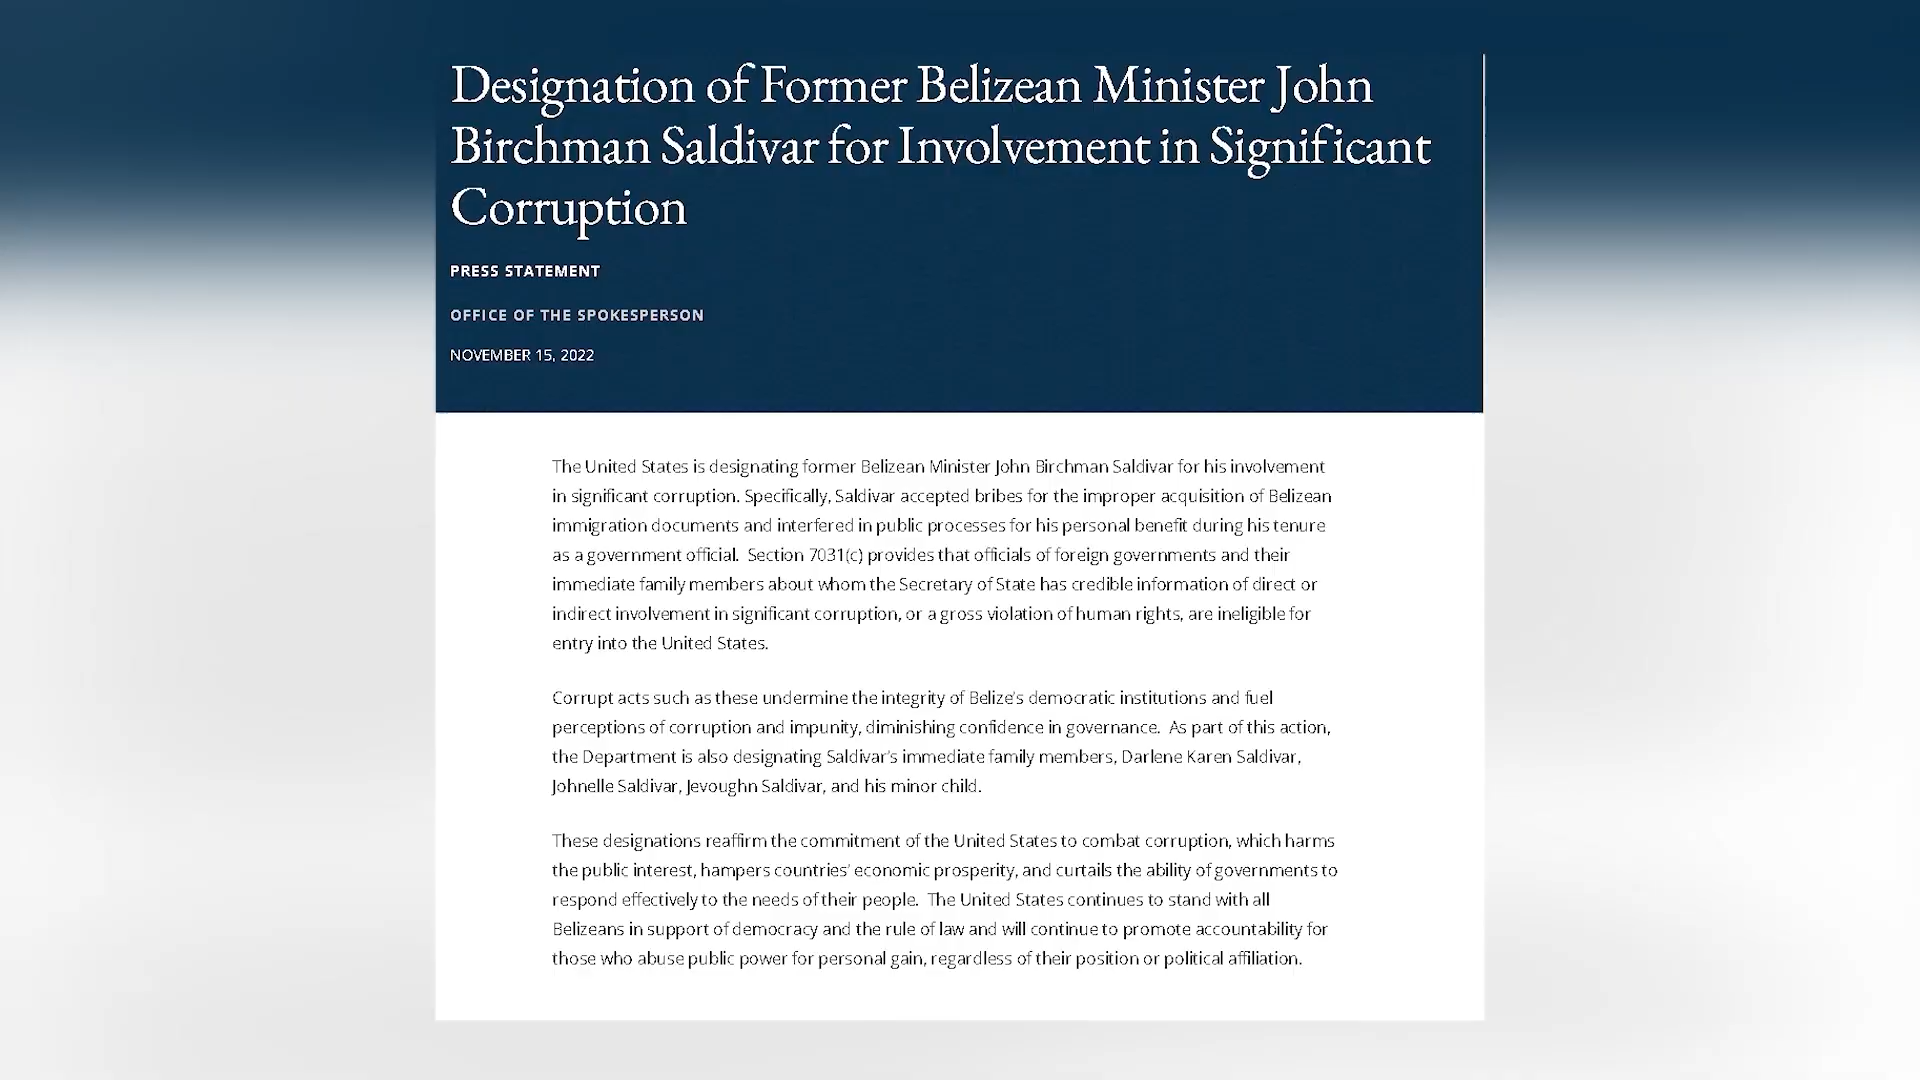 Designation of Former Belizean Minister John
Birchman Saldivar for Involvement in Significant
Corruption
PRESS STATEMENT
OFFICE OF THE SPOKESPERSON
NOVEMBER 15, 2022
The United States is designating former Belizean Minister John Birchman Saldivar for his involvement
in significant corruption. Specifically, Saldivar accepted bribes for the improper acquisition of Belizean
immigration documents and interfered in public processes for his personal benefit during his tenure
as a government official.  Section 7031(c) provides that officials of foreign governments and their
immediate family members about whom the Secretary of State has credible information of direct or
indirect involvement in significant corruption, or a gross violation of human rights, are ineligible for
entry into the United States.
Corrupt acts such as these undermine the integrity of Belize’s democratic institutions and fuel
perceptions of corruption and impunity, diminishing confidence in governance.  As part of this action,
the Department is also designating Saldivar’s immediate family members, Darlene Karen Saldivar,
Johnelle Saldivar, Jevoughn Saldivar, and his minor child.
These designations reaffirm the commitment of the United States to combat corruption, which harms
the public interest, hampers countries’ economic prosperity, and curtails the ability of governments to
respond effectively to the needs of their people.  The United States continues to stand with all
Belizeans in support of democracy and the rule of law and will continue to promote accountability for
those who abuse public power for personal gain, regardless of their position or political affiliation.